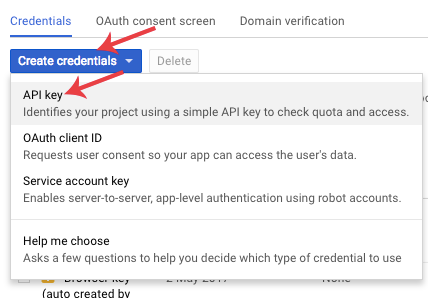 Credentials OAuth consent screen Domain verification
Create credentials Delete
API key
Identifies your project using a simple API key to check quota and access.
OAuth client ID
Requests user consent so your app can access the user's data.
Service account key
Enables server-to-server, app-level authentication using robot accounts.
Help me choose
Asks a few questions to help you decide which type of credential to use
Browser key 2 May 2017 None
(auto created by